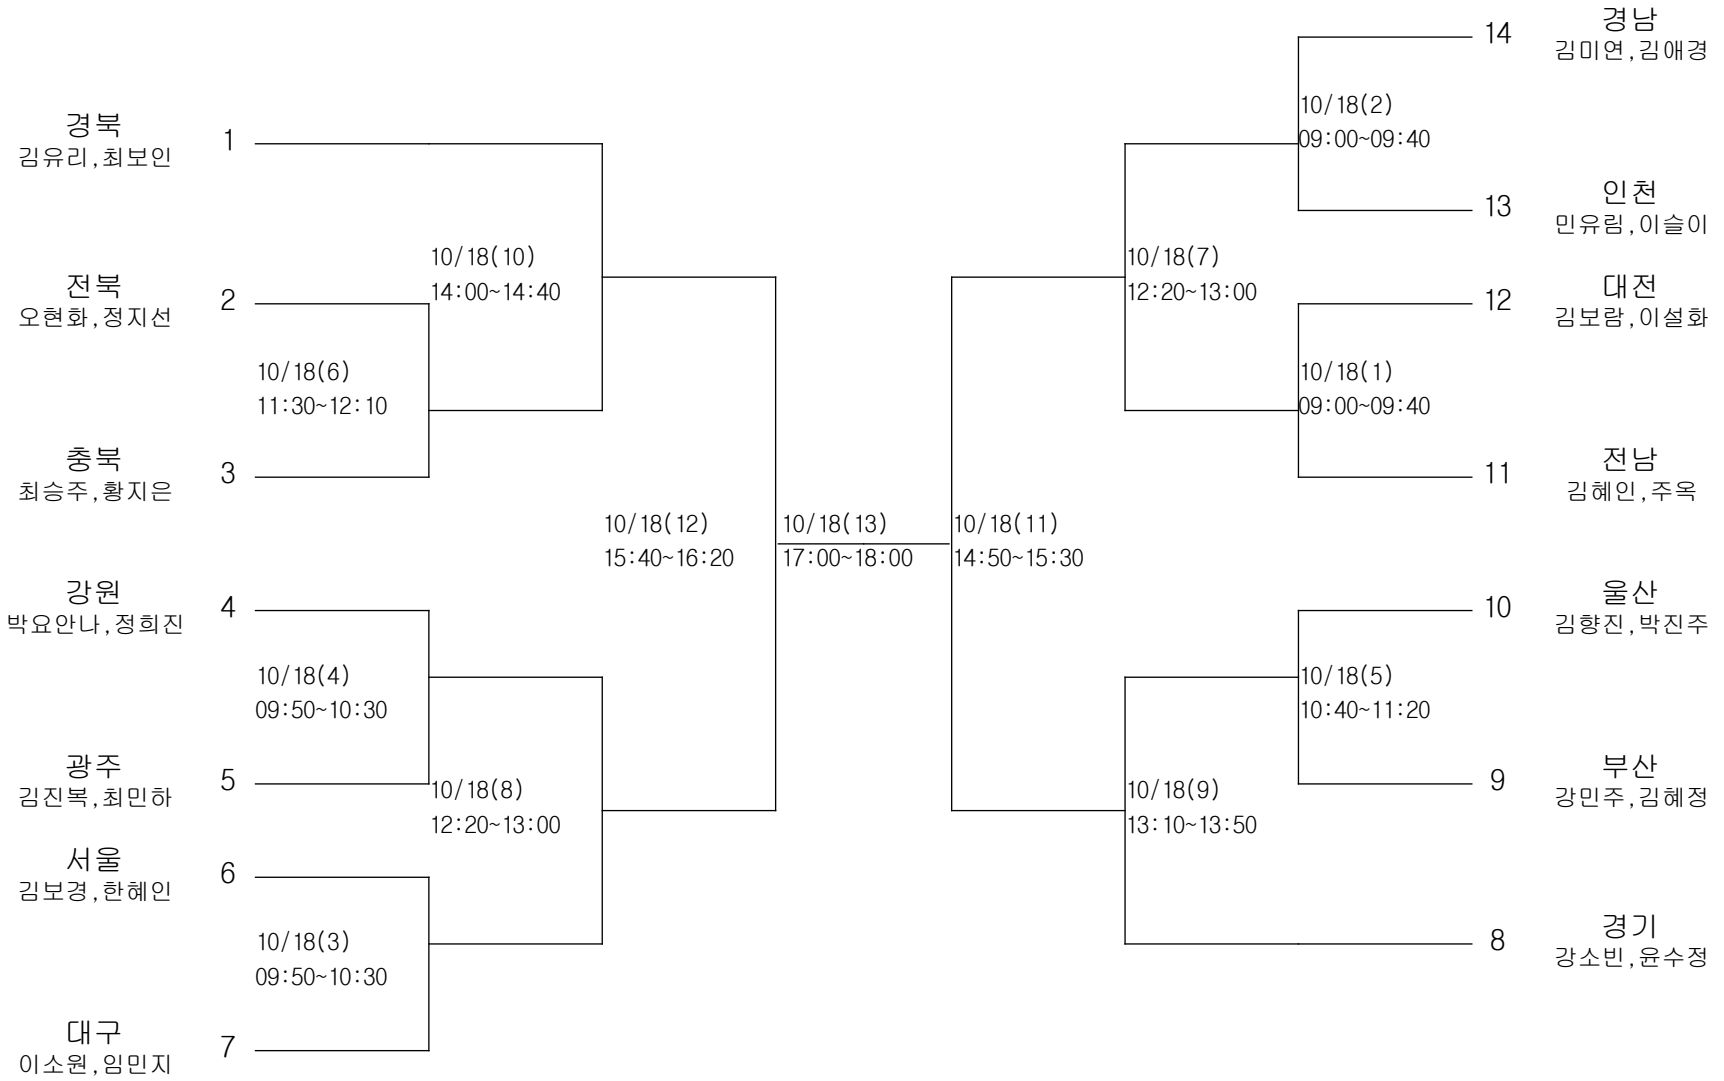 경북
김유리,최보인
1
전북
오현화,정지선
2
10/18(10)
14:00~14:40
10/18(6)
11:30~12:10
충북
최승주,황지은
3
10/18(12)
15:40~16:20
강원
박요안나,정희진
4
10/18(4)
09:50~10:30
광주
김진복,최민하
5
10/18(8)
12:20~13:00
서울
김보경,한혜인
6
10/18(3)
09:50~10:30
대구
이소원,임민지
7
10/18(13)
17:00~18:00
14
경남
김미연,김애경
10/18(2)
09:00~09:40
13
인천
민유림,이슬이
10/18(7)
12:20~13:00
12
대전
김보람,이설화
10/18(1)
09:00~09:40
11
전남
김혜인,주옥
10/18(11)
14:50~15:30
10
울산
김향진,박진주
10/18(5)
10:40~11:20
9
부산
강민주,김혜정
10/18(9)
13:10~13:50
8
경기
강소빈,윤수정